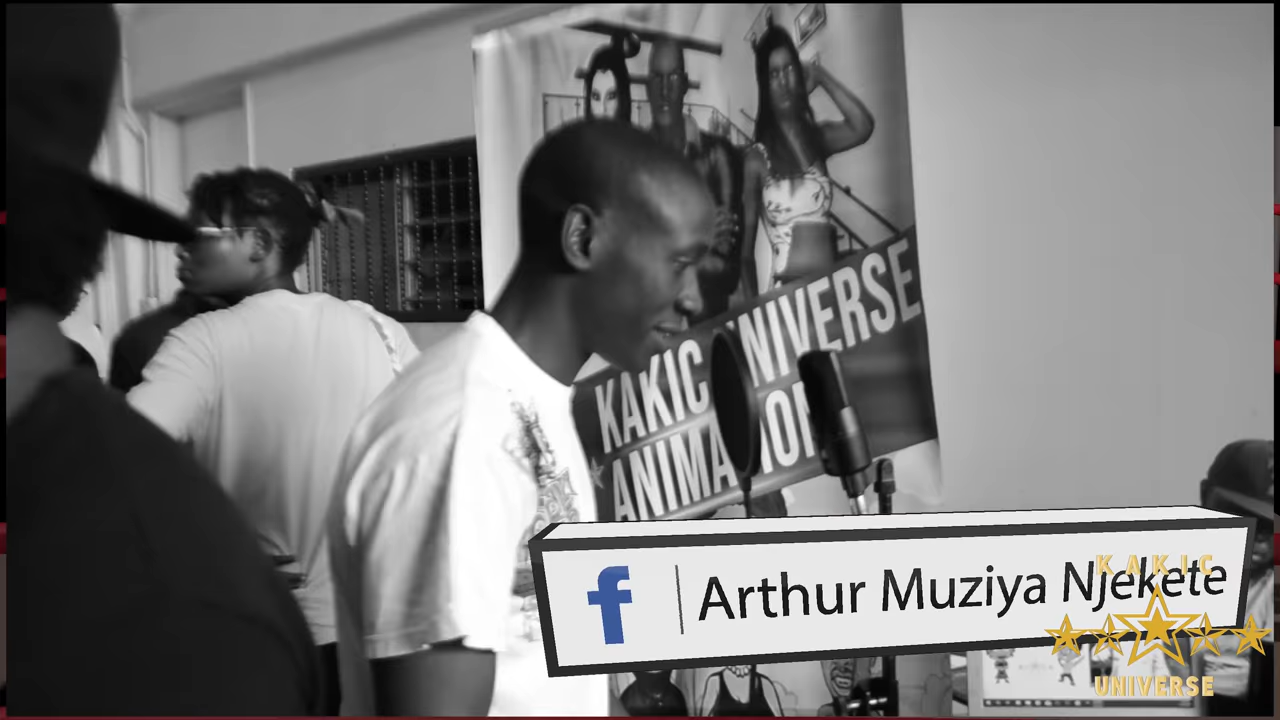 KAKIC UNIVERSE
ANIMATION
f
Arthur Muziya Njekete
KAKIC
UNIVERSE